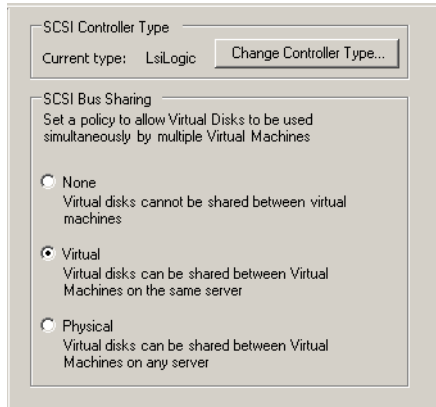 SCSI Controller Type
Current type: LsiLogic Change Controller Type...
SCSI Bus Sharing
Set a policy to allow Virtual Disks to be used
simultaneously by multiple Virtual Machines
None
Virtual disks cannot be shared between virtual
machines
Virtual
Virtual disks can be shared between Virtual
Machines on the same server
Physical
Virtual disks can be shared between Virtual
Machines on any server